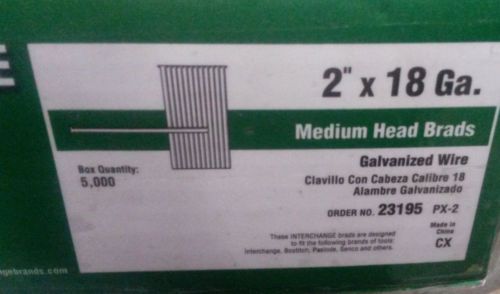 E
2" x 18 Ga.
Medium Head Brads
Galvanized Wire
Clavillo Con Cabeza Calibre 18
Alambre Galvanizado
ORDER NO. 23195 PX-2
Box Quantity:
5,000
Made in
China
CX
These INTERCHANGE brads are designed
to fit the following brands of tools:
Interchange, Bostitch, Paslode, Senco and others.
ngebrands.com